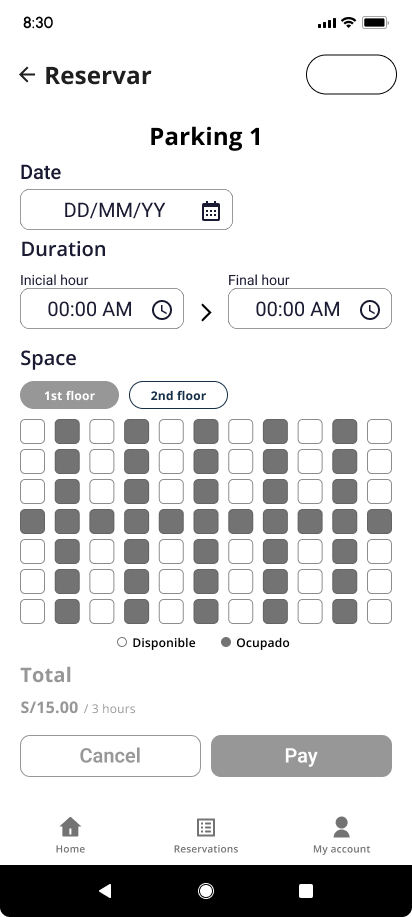 8:30
Reservar
Parking 1
Date
DD/MM/YY
Duration
Inicial hour Final hour
00:00 AM > 00:00 AM
Space
1st floor 2nd floor
Disponible Ocupado
Total
S/15.00 / 3 hours
Cancel Pay
Home Reservations My account